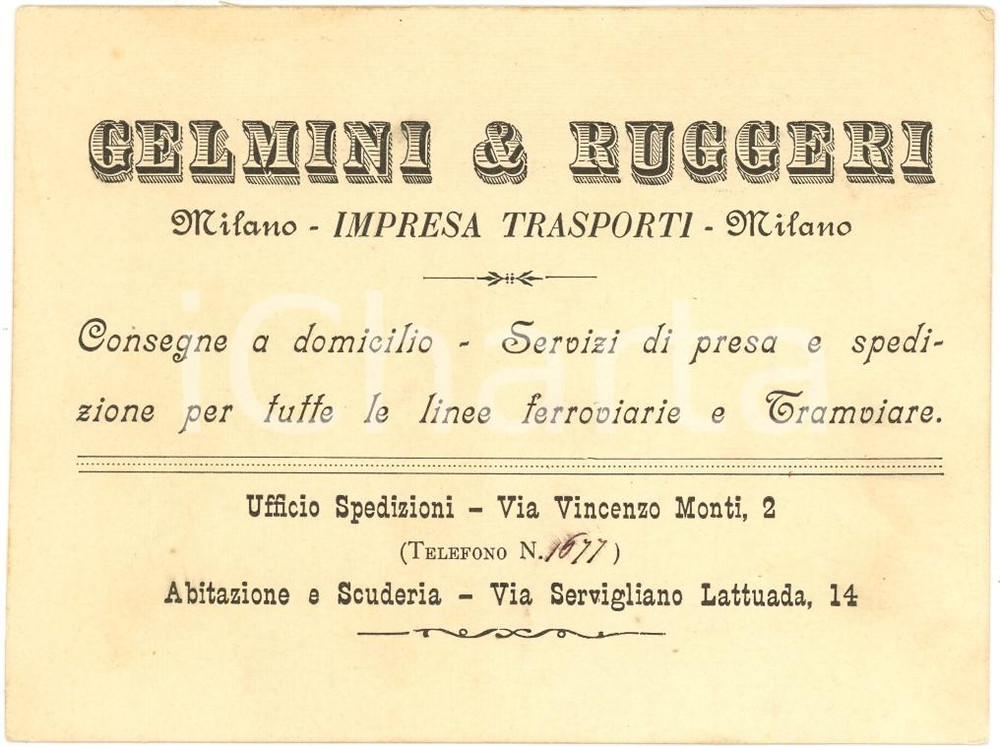 GELMINI & RUGGERI
Milano - IMPRESA TRASPORTI - Milano
iCharta
Consegne a domicilio - Servizi di presa e spedi-
zione per tutte le linee ferroviarie e Tramviare.
Ufficio Spedizioni - Via Vincenzo Monti, 2
(TELEFONO N. 1677)
Abitazione e Scuderia - Via Servigliano Lattuada, 14